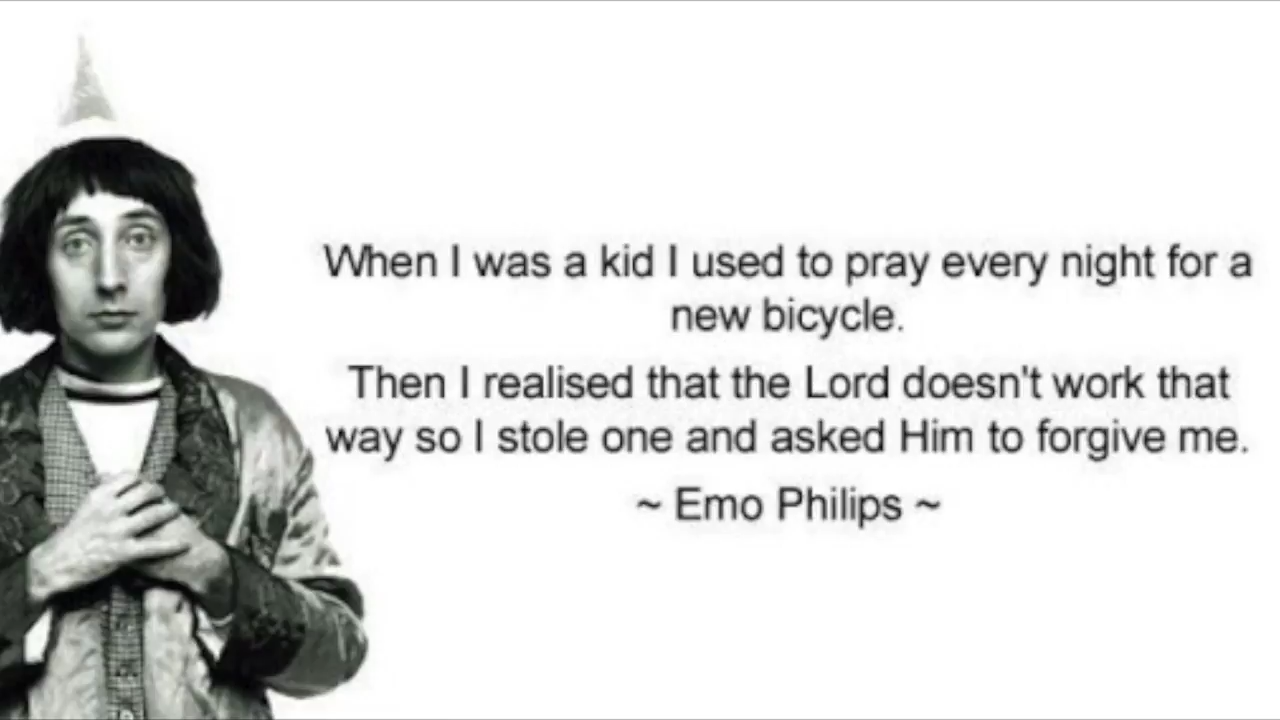 When I was a kid I used to pray every night for a
new bicycle.
Then I realised that the Lord doesn't work that
way so I stole one and asked Him to forgive me.
~ Emo Philips ~